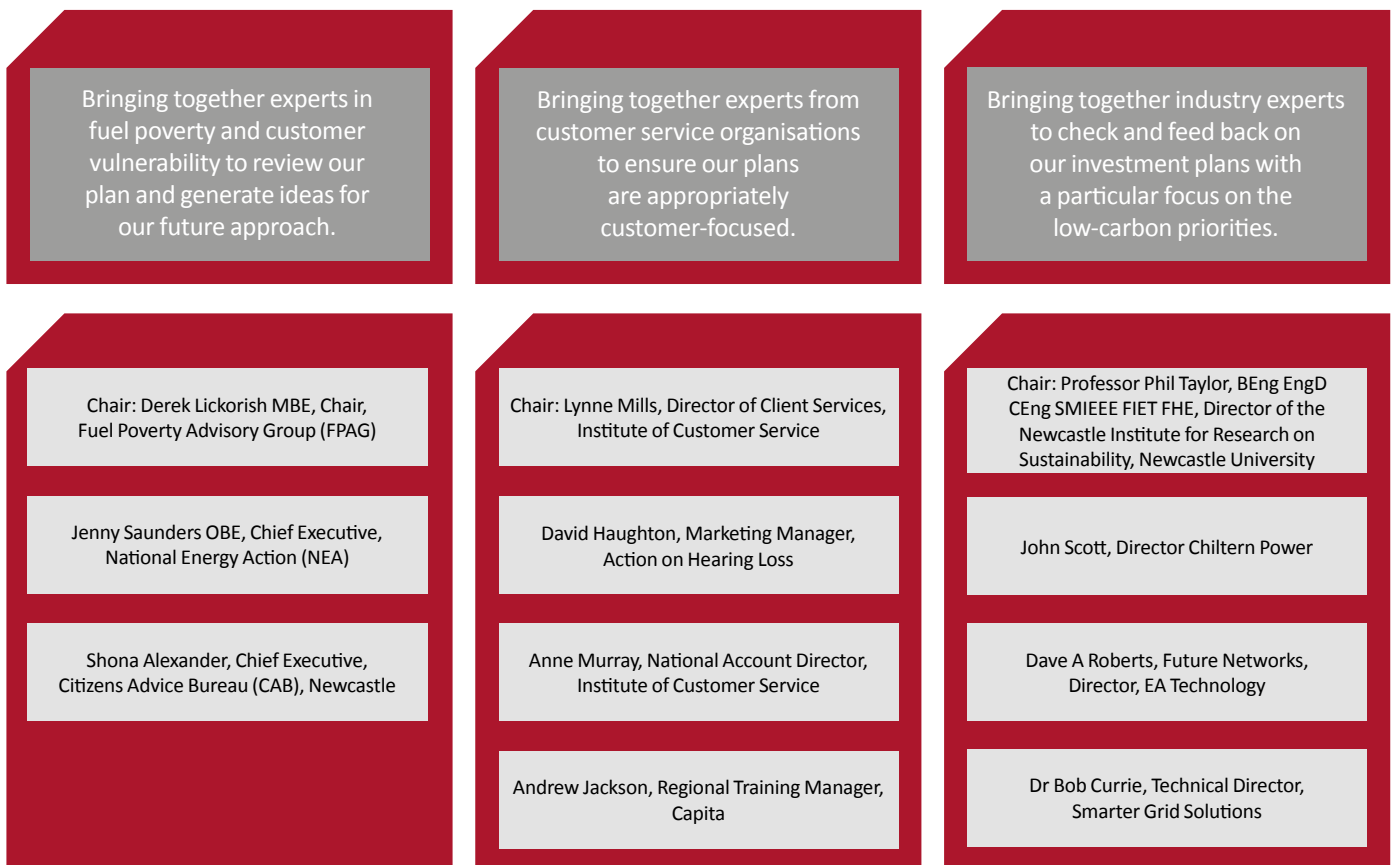 Bringing together experts in
fuel poverty and customer
vulnerability to review our
plan and generate ideas for
our future approach.
Bringing together experts from
customer service organisations
to ensure our plans
are appropriately
customer-focused.
Bringing together industry experts
to check and feed back on
our investment plans with
a particular focus on the
low-carbon priorities.
Chair: Derek Lickorish MBE, Chair,
Fuel Poverty Advisory Group (FPAG)
Jenny Saunders OBE, Chief Executive,
National Energy Action (NEA)
Shona Alexander, Chief Executive,
Citizens Advice Bureau (CAB), Newcastle
Chair: Lynne Mills, Director of Client Services,
Institute of Customer Service
David Haughton, Marketing Manager,
Action on Hearing Loss
Anne Murray, National Account Director,
Institute of Customer Service
Andrew Jackson, Regional Training Manager,
Capita
Chair: Professor Phil Taylor, BEng EngD
CEng SMIEEE FIET FHE, Director of the
Newcastle Institute for Research on
Sustainability, Newcastle University
John Scott, Director Chiltern Power
Dave A Roberts, Future Networks,
Director, EA Technology
Dr Bob Currie, Technical Director,
Smarter Grid Solutions